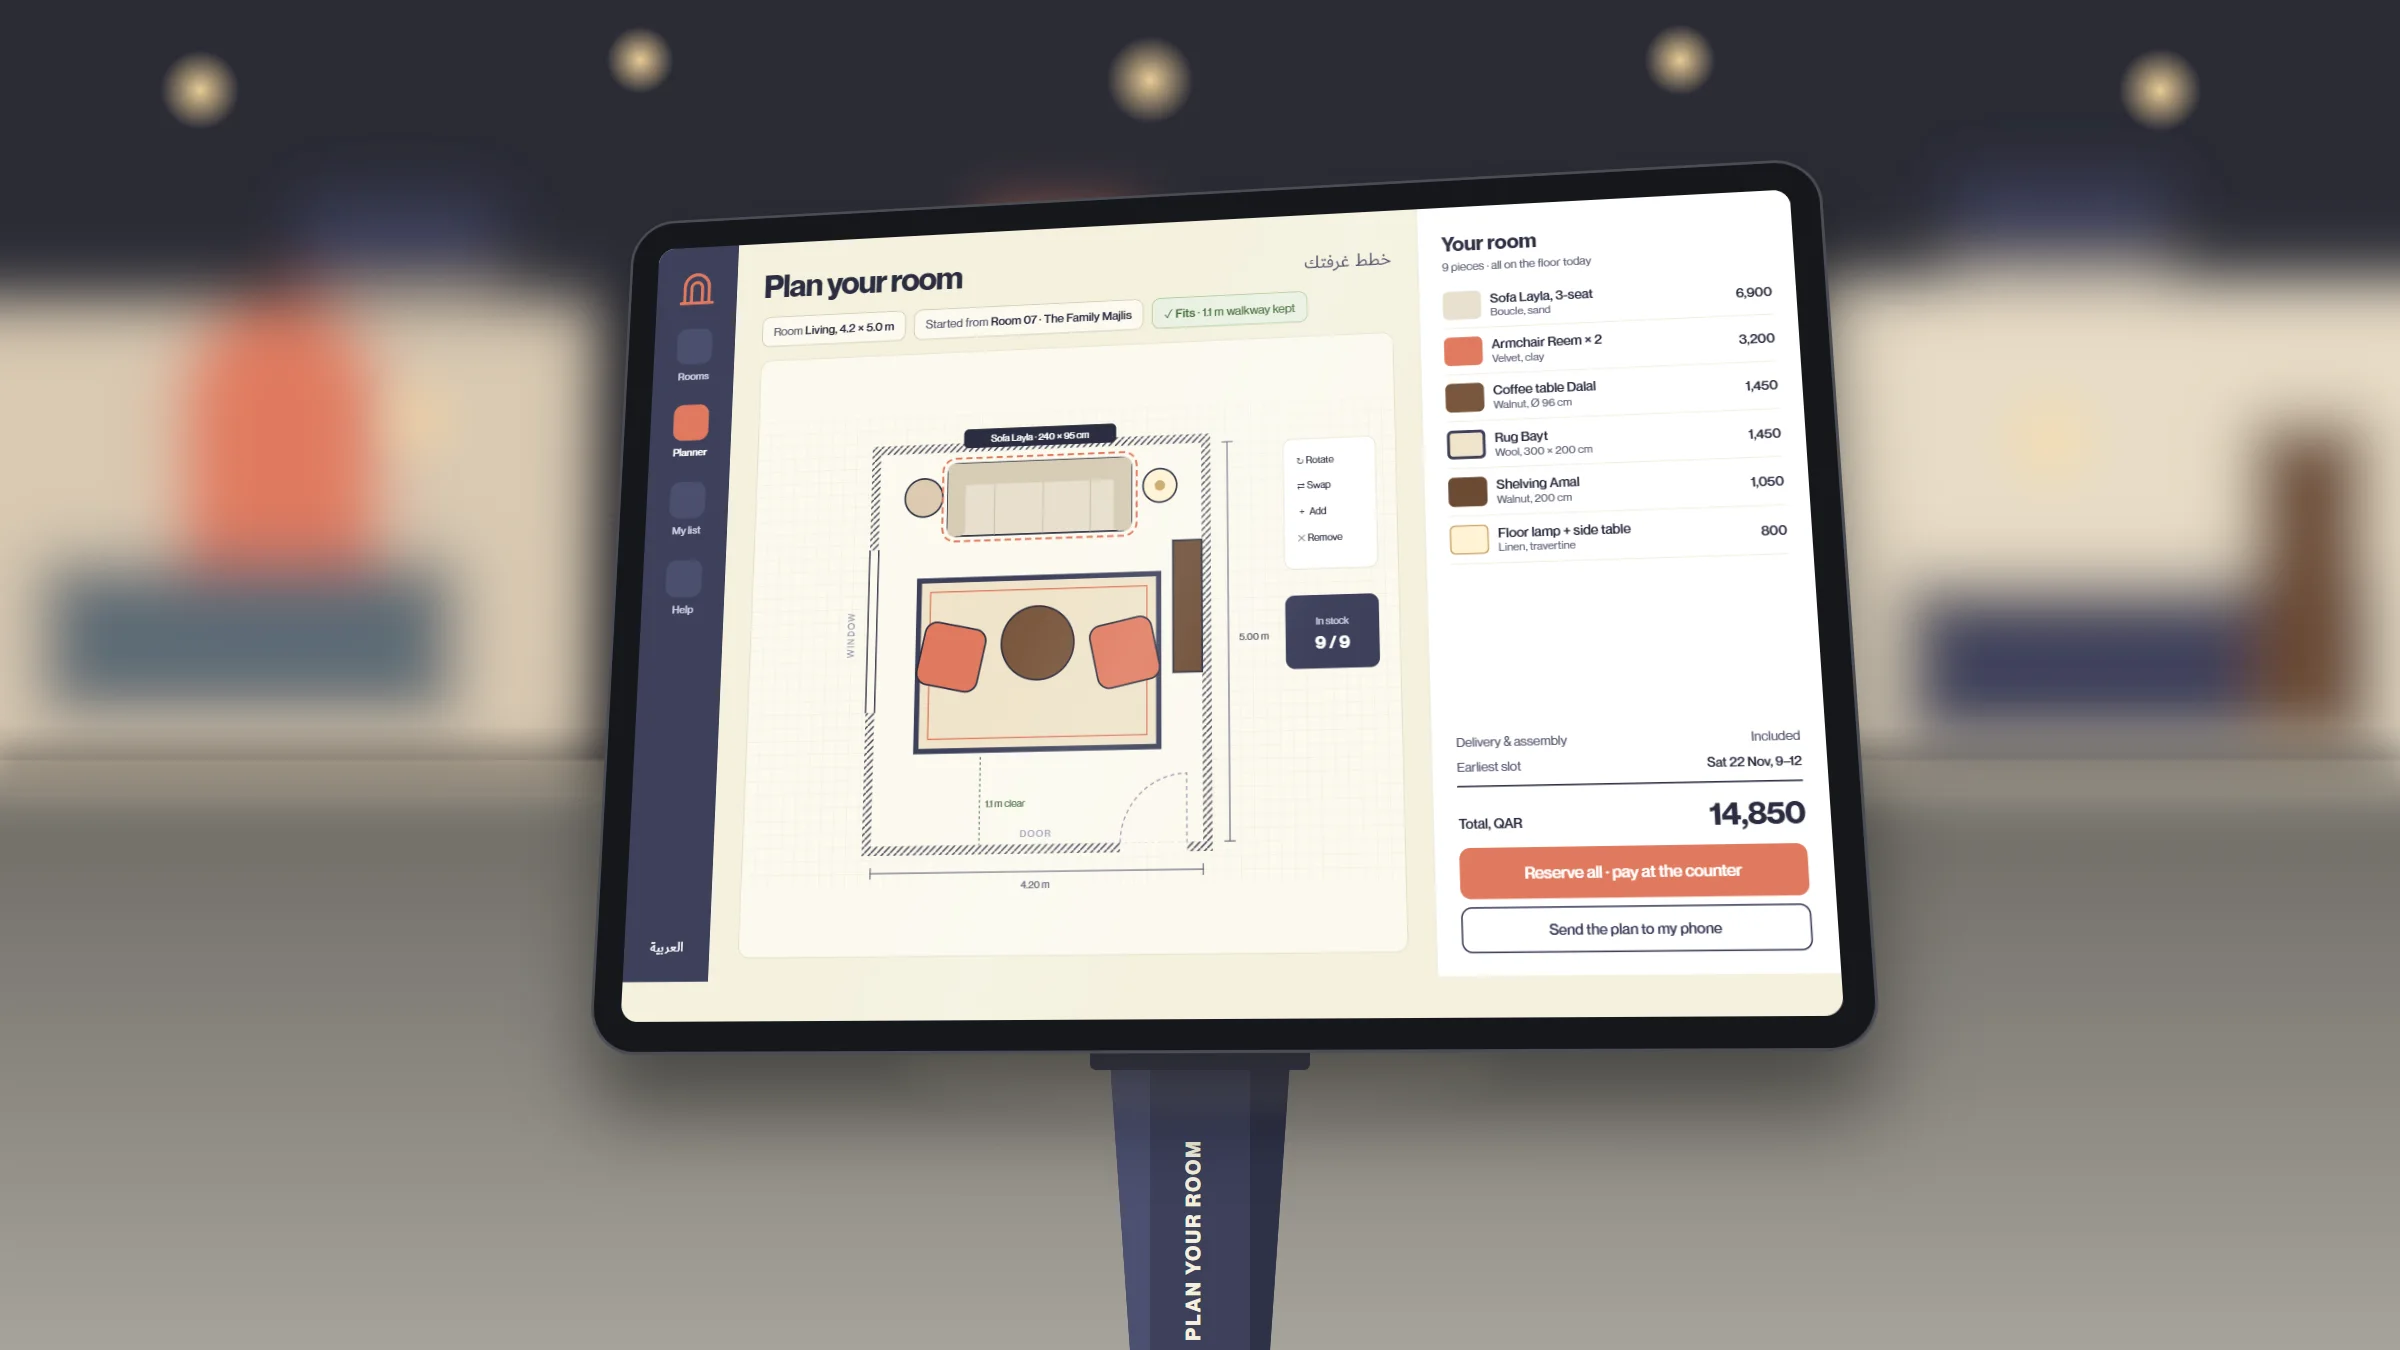 Plan your room
خطط غرفتك
Room Living, 4.2 × 5.0 m
Started from Room 07 · The Family Majlis
✓ Fits · 1.1 m walkway kept
Rooms
Planner
My list
Help
العربية
Sofa Layla · 240 × 95 cm
WINDOW
1.1 m clear
DOOR
4.20 m
5.00 m
↻ Rotate
⇄ Swap
+ Add
× Remove
In stock
9 / 9
Your room
9 pieces · all on the floor today
Sofa Layla, 3-seat 6,900
Boucle, sand
Armchair Reem × 2 3,200
Velvet, clay
Coffee table Dalal 1,450
Walnut, Ø 96 cm
Rug Bayt 1,450
Wool, 300 × 200 cm
Shelving Amal 1,050
Walnut, 200 cm
Floor lamp + side table 800
Linen, travertine
Delivery & assembly Included
Earliest slot Sat 22 Nov, 9–12
Total, QAR 14,850
Reserve all · pay at the counter
Send the plan to my phone
PLAN YOUR ROOM